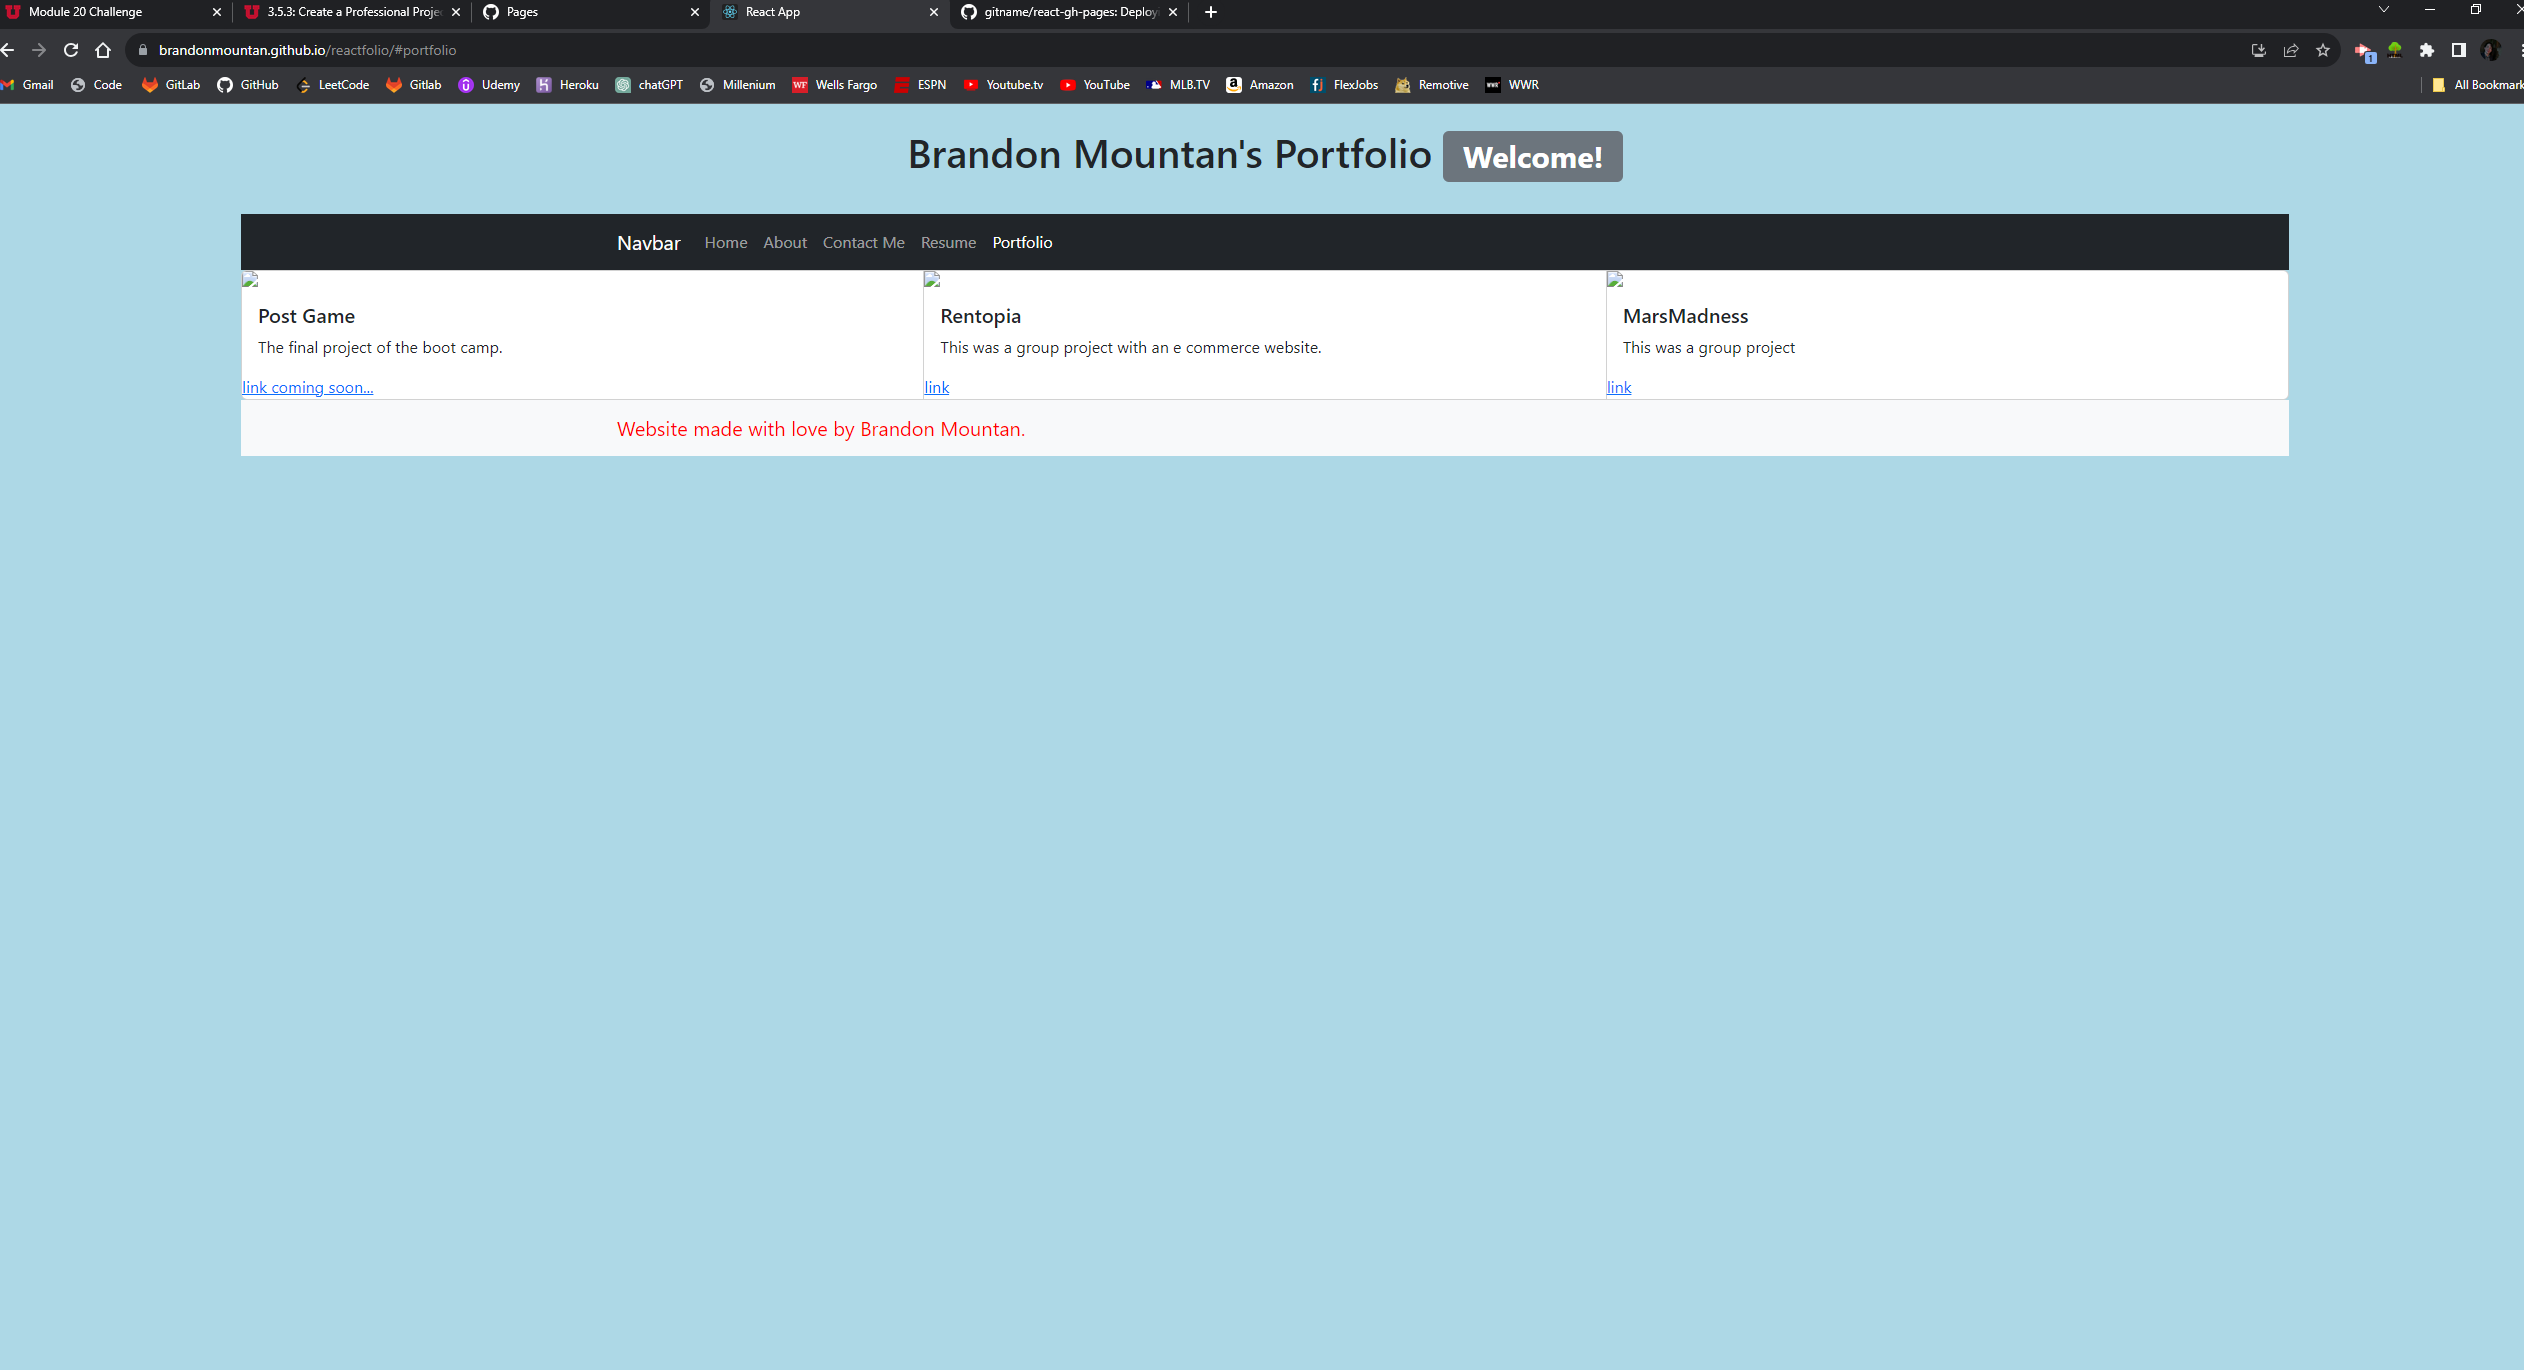 Module 20 Challenge
3.5.3: Create a Professional Proje
Pages
React App
gitname/react-gh-pages: Deployi
brandonmountan.github.io/reactfolio/#portfolio
1
Gmail
Code
GitLab
GitHub
LeetCode
Gitlab
Udemy
Heroku
chatGPT
Millenium
WF
Wells Fargo
ESPN
Youtube.tv
YouTube
MLB.TV
Amazon
FlexJobs
Remotive
WWR
All Bookmark
Brandon Mountan's Portfolio Welcome!
Navbar Home About Contact Me Resume Portfolio
Post Game
The final project of the boot camp.
link coming soon...
Rentopia
This was a group project with an e commerce website.
link
MarsMadness
This was a group project
link
Website made with love by Brandon Mountan.